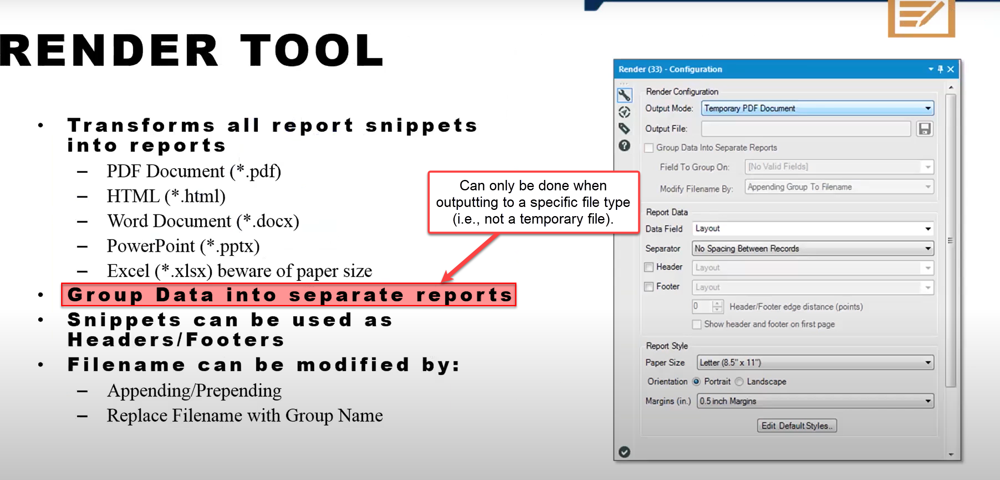 RENDER TOOL
• Transforms all report snippets
into reports
– PDF Document (*.pdf)
– HTML (*.html)
– Word Document (*.docx)
– PowerPoint (*.pptx)
– Excel (*.xlsx) beware of paper size
• Group Data into separate reports
• Snippets can be used as
Headers/Footers
• Filename can be modified by:
– Appending/Prepending
– Replace Filename with Group Name
Can only be done when
outputting to a specific file type
(i.e., not a temporary file).
Render (33) - Configuration
Render Configuration
Output Mode: Temporary PDF Document
Output File:
Group Data Into Separate Reports
Field To Group On: [No Valid Fields]
Modify Filename By: Appending Group To Filename
Report Data
Data Field Layout
Separator No Spacing Between Records
Header Layout
Footer Layout
0 Header/Footer edge distance (points)
Show header and footer on first page
Report Style
Paper Size Letter (8.5" x 11")
Orientation Portrait Landscape
Margins (in.) 0.5 inch Margins
Edit Default Styles..